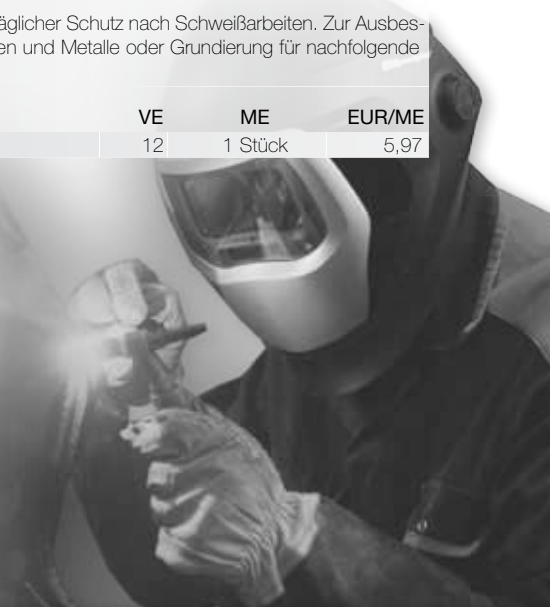 äglicher Schutz nach Schweißarbeiten. Zur Ausbes-
en und Metalle oder Grundierung für nachfolgende
VE ME EUR/ME
12 1 Stück 5,97